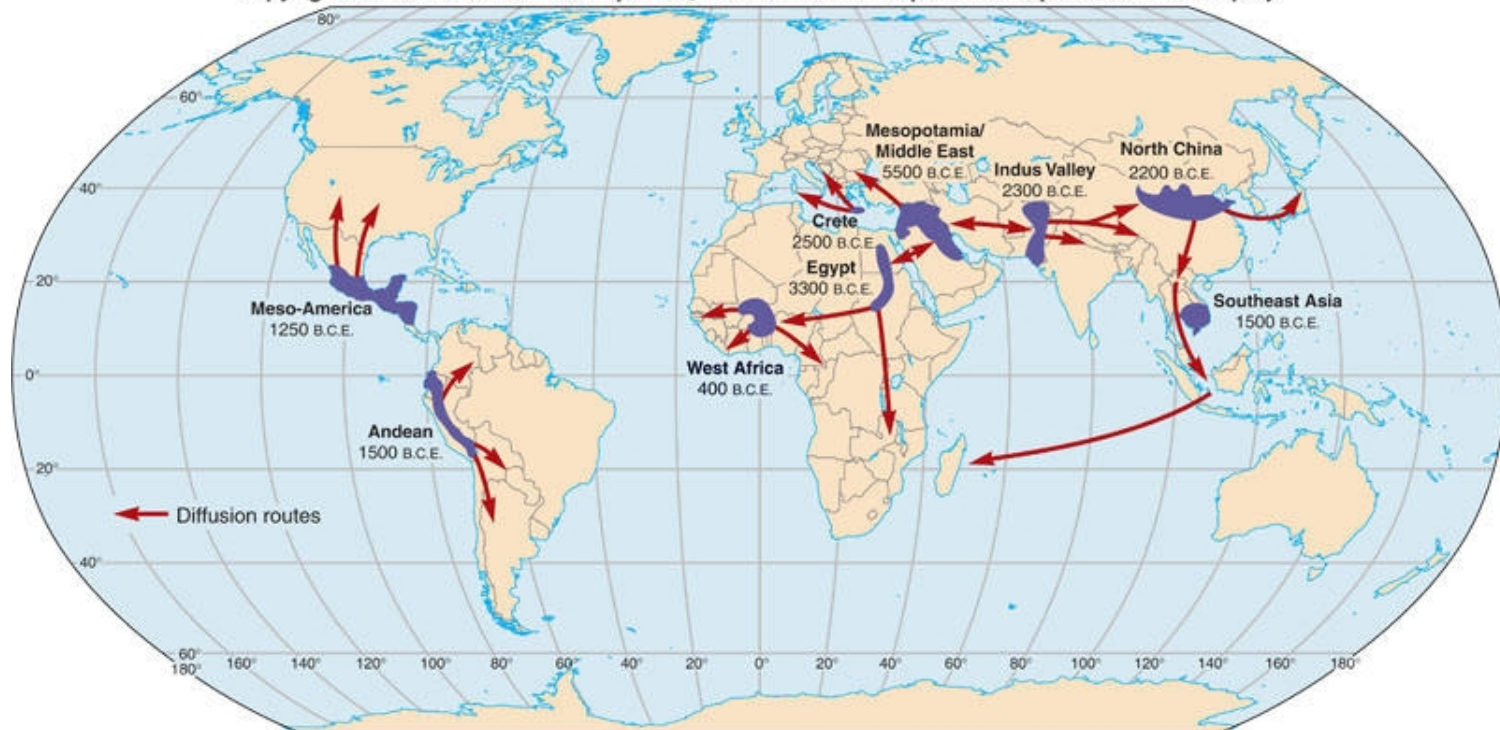 80°
60°
40°
20°
0°
20°
40°
60°
Mesopotamia/
Middle East
5500 B.C.E.
Indus Valley
2300 B.C.E.
North China
2200 B.C.E.
Crete
2500 B.C.E.
Egypt
3300 B.C.E.
Meso-America
1250 B.C.E.
Southeast Asia
1500 B.C.E.
West Africa
400 B.C.E.
Andean
1500 B.C.E.
Diffusion routes
180° 160° 140° 120° 100° 80° 60° 40° 20° 0° 20° 40° 60° 80° 100° 120° 140° 160° 180°